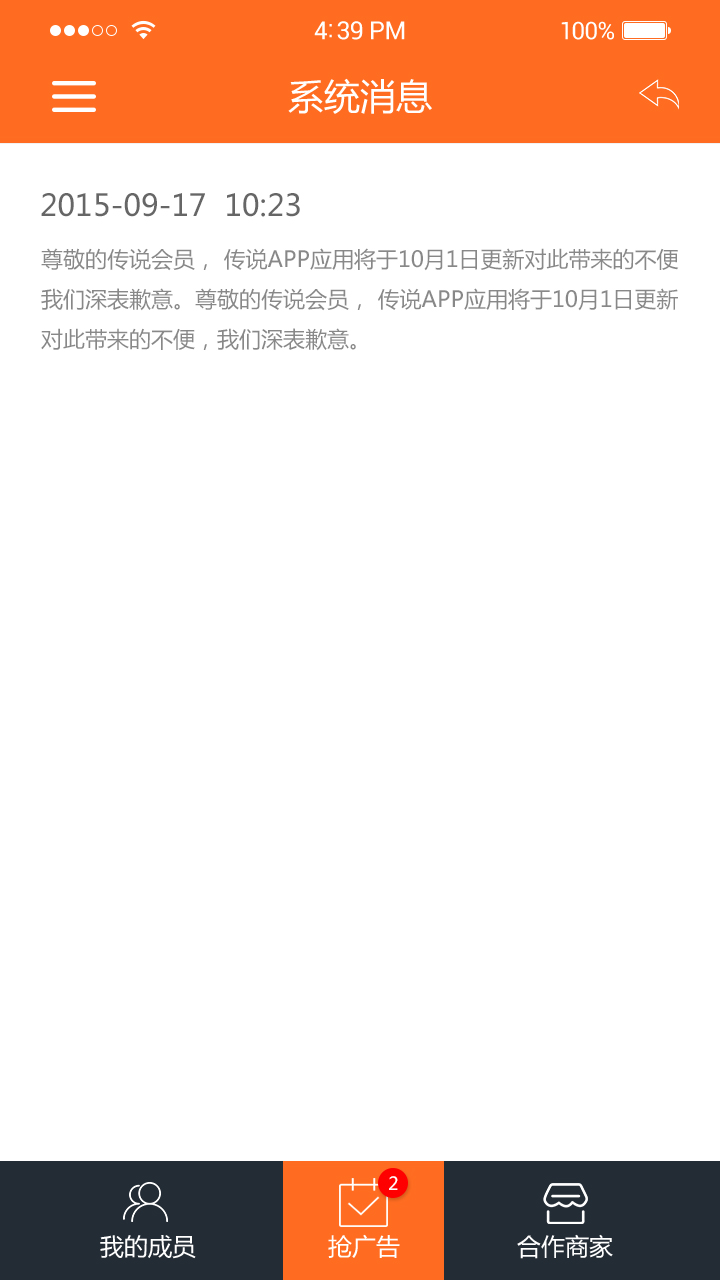 4:39 PM
100%
系统消息
2015-09-17 10:23
尊敬的传说会员，传说APP应用将于10月1日更新对此带来的不便
我们深表歉意。尊敬的传说会员，传说APP应用将于10月1日更新
对此带来的不便，我们深表歉意。
2
我的成员
抢广告
合作商家